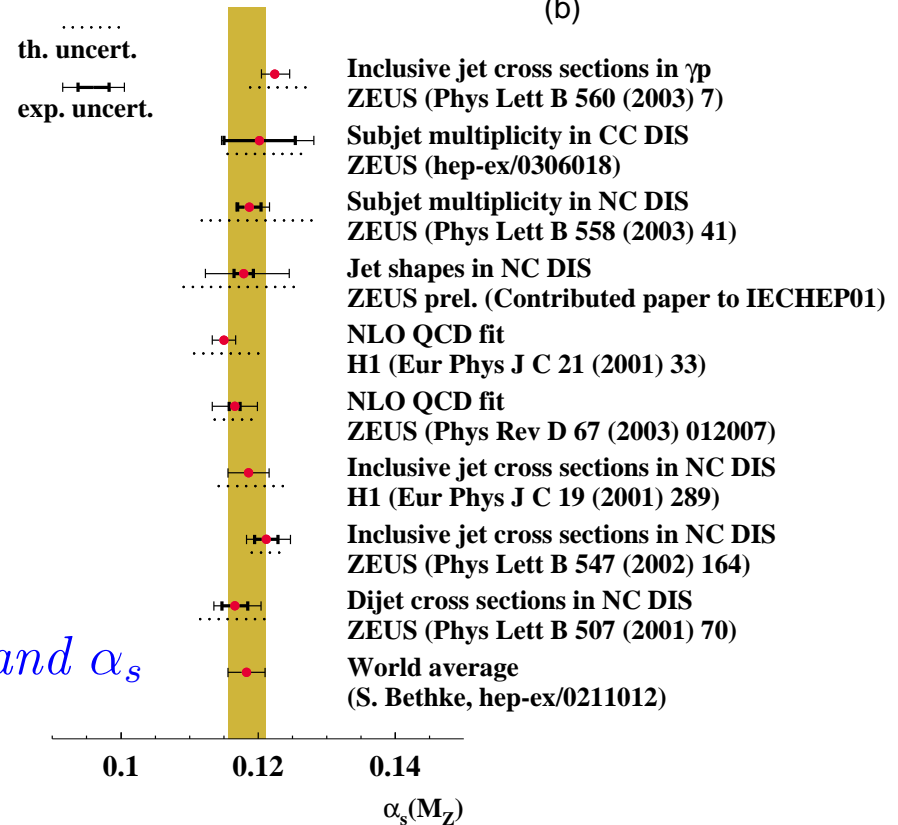 (b)
th. uncert.
exp. uncert.
Inclusive jet cross sections in γp
ZEUS (Phys Lett B 560 (2003) 7)
Subjet multiplicity in CC DIS
ZEUS (hep-ex/0306018)
Subjet multiplicity in NC DIS
ZEUS (Phys Lett B 558 (2003) 41)
Jet shapes in NC DIS
ZEUS prel. (Contributed paper to IECHEP01)
NLO QCD fit
H1 (Eur Phys J C 21 (2001) 33)
NLO QCD fit
ZEUS (Phys Rev D 67 (2003) 012007)
Inclusive jet cross sections in NC DIS
H1 (Eur Phys J C 19 (2001) 289)
Inclusive jet cross sections in NC DIS
ZEUS (Phys Lett B 547 (2002) 164)
Dijet cross sections in NC DIS
ZEUS (Phys Lett B 507 (2001) 70)
and αs
World average
(S. Bethke, hep-ex/0211012)
0.1 0.12 0.14
αs(MZ)